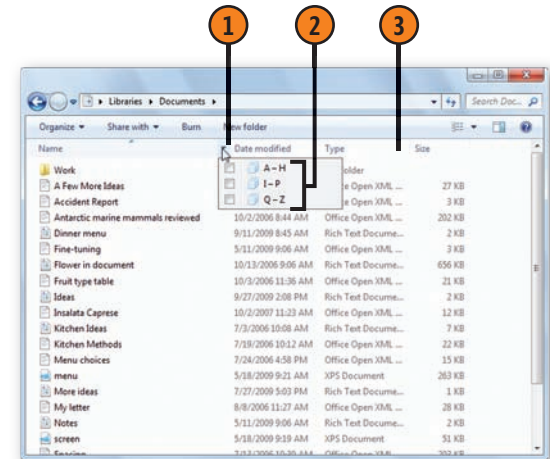 1 2 3
Libraries Documents Search Doc...
Organize Share with Burn New folder
Name Date modified Type Size
Work A – H older
A Few More Ideas I – P e Open XML ... 27 KB
Accident Report Q – Z e Open XML ... 3 KB
Antarctic marine mammals reviewed 10/2/2006 8:44 AM Office Open XML ... 202 KB
Dinner menu 9/11/2009 8:45 AM Rich Text Docume... 2 KB
Fine-tuning 5/11/2009 9:06 AM Office Open XML ... 3 KB
Flower in document 10/13/2006 9:06 AM Rich Text Docume... 656 KB
Fruit type table 10/3/2006 11:36 AM Office Open XML ... 21 KB
Ideas 9/27/2009 2:08 PM Rich Text Docume... 2 KB
Insalata Caprese 10/2/2007 11:23 AM Office Open XML ... 12 KB
Kitchen Ideas 7/3/2006 10:08 AM Rich Text Docume... 7 KB
Kitchen Methods 7/19/2006 10:12 AM Office Open XML ... 22 KB
Menu choices 7/24/2006 4:58 PM Office Open XML ... 15 KB
menu 5/18/2009 9:21 AM XPS Document 263 KB
More ideas 7/27/2009 5:03 PM Rich Text Docume... 1 KB
My letter 8/8/2006 11:27 AM Office Open XML ... 28 KB
Notes 5/11/2009 9:06 AM Rich Text Docume... 2 KB
screen 5/18/2009 9:19 AM XPS Document 51 KB